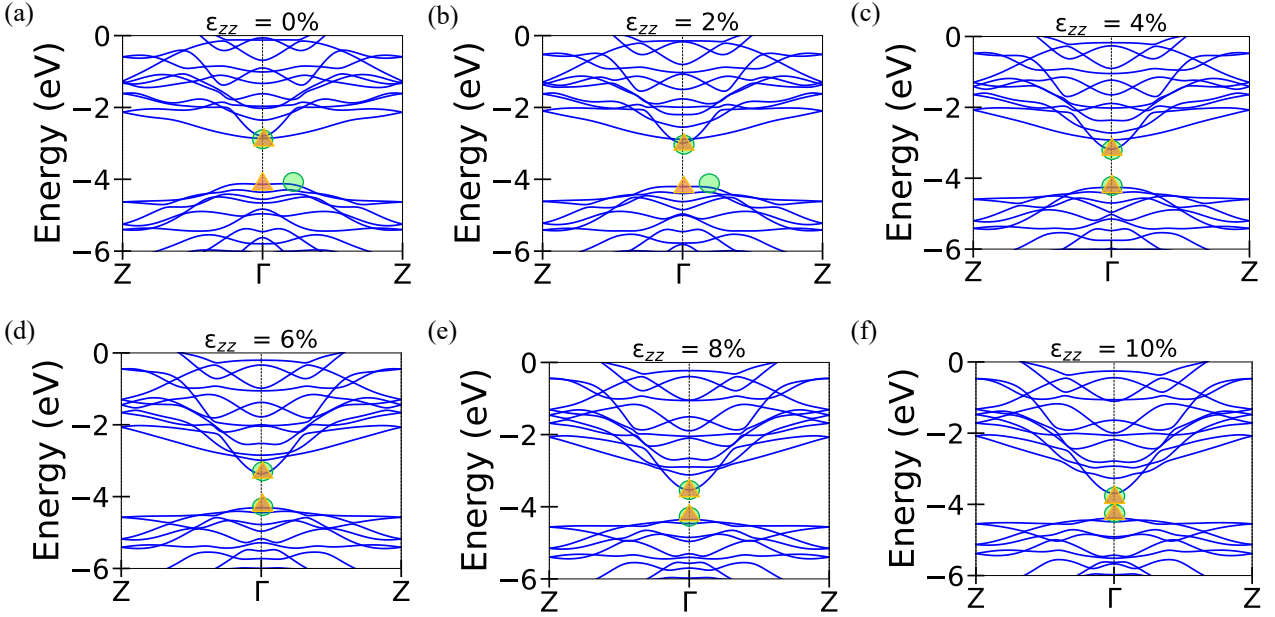 (a)
ε_zz = 0%
Energy (eV)
0
−2
−4
−6
Z
Γ
Z
(b)
ε_zz = 2%
Energy (eV)
0
−2
−4
−6
Z
Γ
Z
(c)
ε_zz = 4%
Energy (eV)
0
−2
−4
−6
Z
Γ
Z
(d)
ε_zz = 6%
Energy (eV)
0
−2
−4
−6
Z
Γ
Z
(e)
ε_zz = 8%
Energy (eV)
0
−2
−4
−6
Z
Γ
Z
(f)
ε_zz = 10%
Energy (eV)
0
−2
−4
−6
Z
Γ
Z